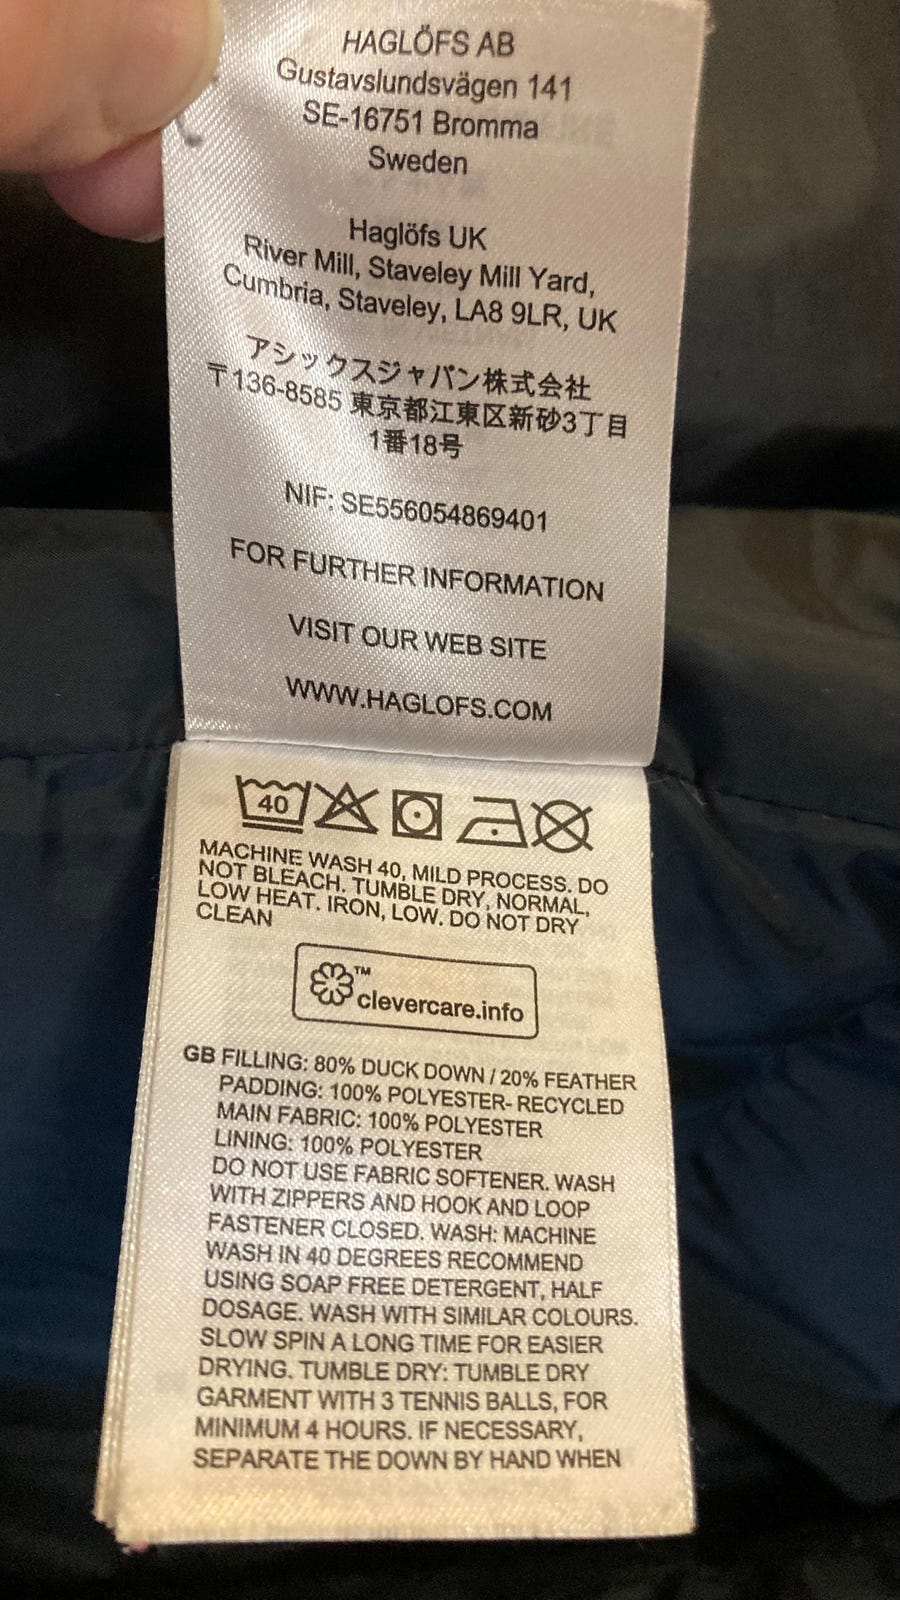 HAGLÖFS AB
Gustavslundsvägen 141
SE-16751 Bromma
Sweden
Haglöfs UK
River Mill, Staveley Mill Yard,
Cumbria, Staveley, LA8 9LR, UK
アシックスジャパン株式会社
〒136-8585 東京都江東区新砂3丁目
1番18号
NIF: SE556054869401
FOR FURTHER INFORMATION
VISIT OUR WEB SITE
WWW.HAGLOFS.COM
40
MACHINE WASH 40, MILD PROCESS. DO
NOT BLEACH. TUMBLE DRY, NORMAL,
LOW HEAT. IRON, LOW. DO NOT DRY
CLEAN
™
clevercare.info
GB FILLING: 80% DUCK DOWN / 20% FEATHER
PADDING: 100% POLYESTER- RECYCLED
MAIN FABRIC: 100% POLYESTER
LINING: 100% POLYESTER
DO NOT USE FABRIC SOFTENER. WASH
WITH ZIPPERS AND HOOK AND LOOP
FASTENER CLOSED. WASH: MACHINE
WASH IN 40 DEGREES RECOMMEND
USING SOAP FREE DETERGENT, HALF
DOSAGE. WASH WITH SIMILAR COLOURS.
SLOW SPIN A LONG TIME FOR EASIER
DRYING. TUMBLE DRY: TUMBLE DRY
GARMENT WITH 3 TENNIS BALLS, FOR
MINIMUM 4 HOURS. IF NECESSARY,
SEPARATE THE DOWN BY HAND WHEN